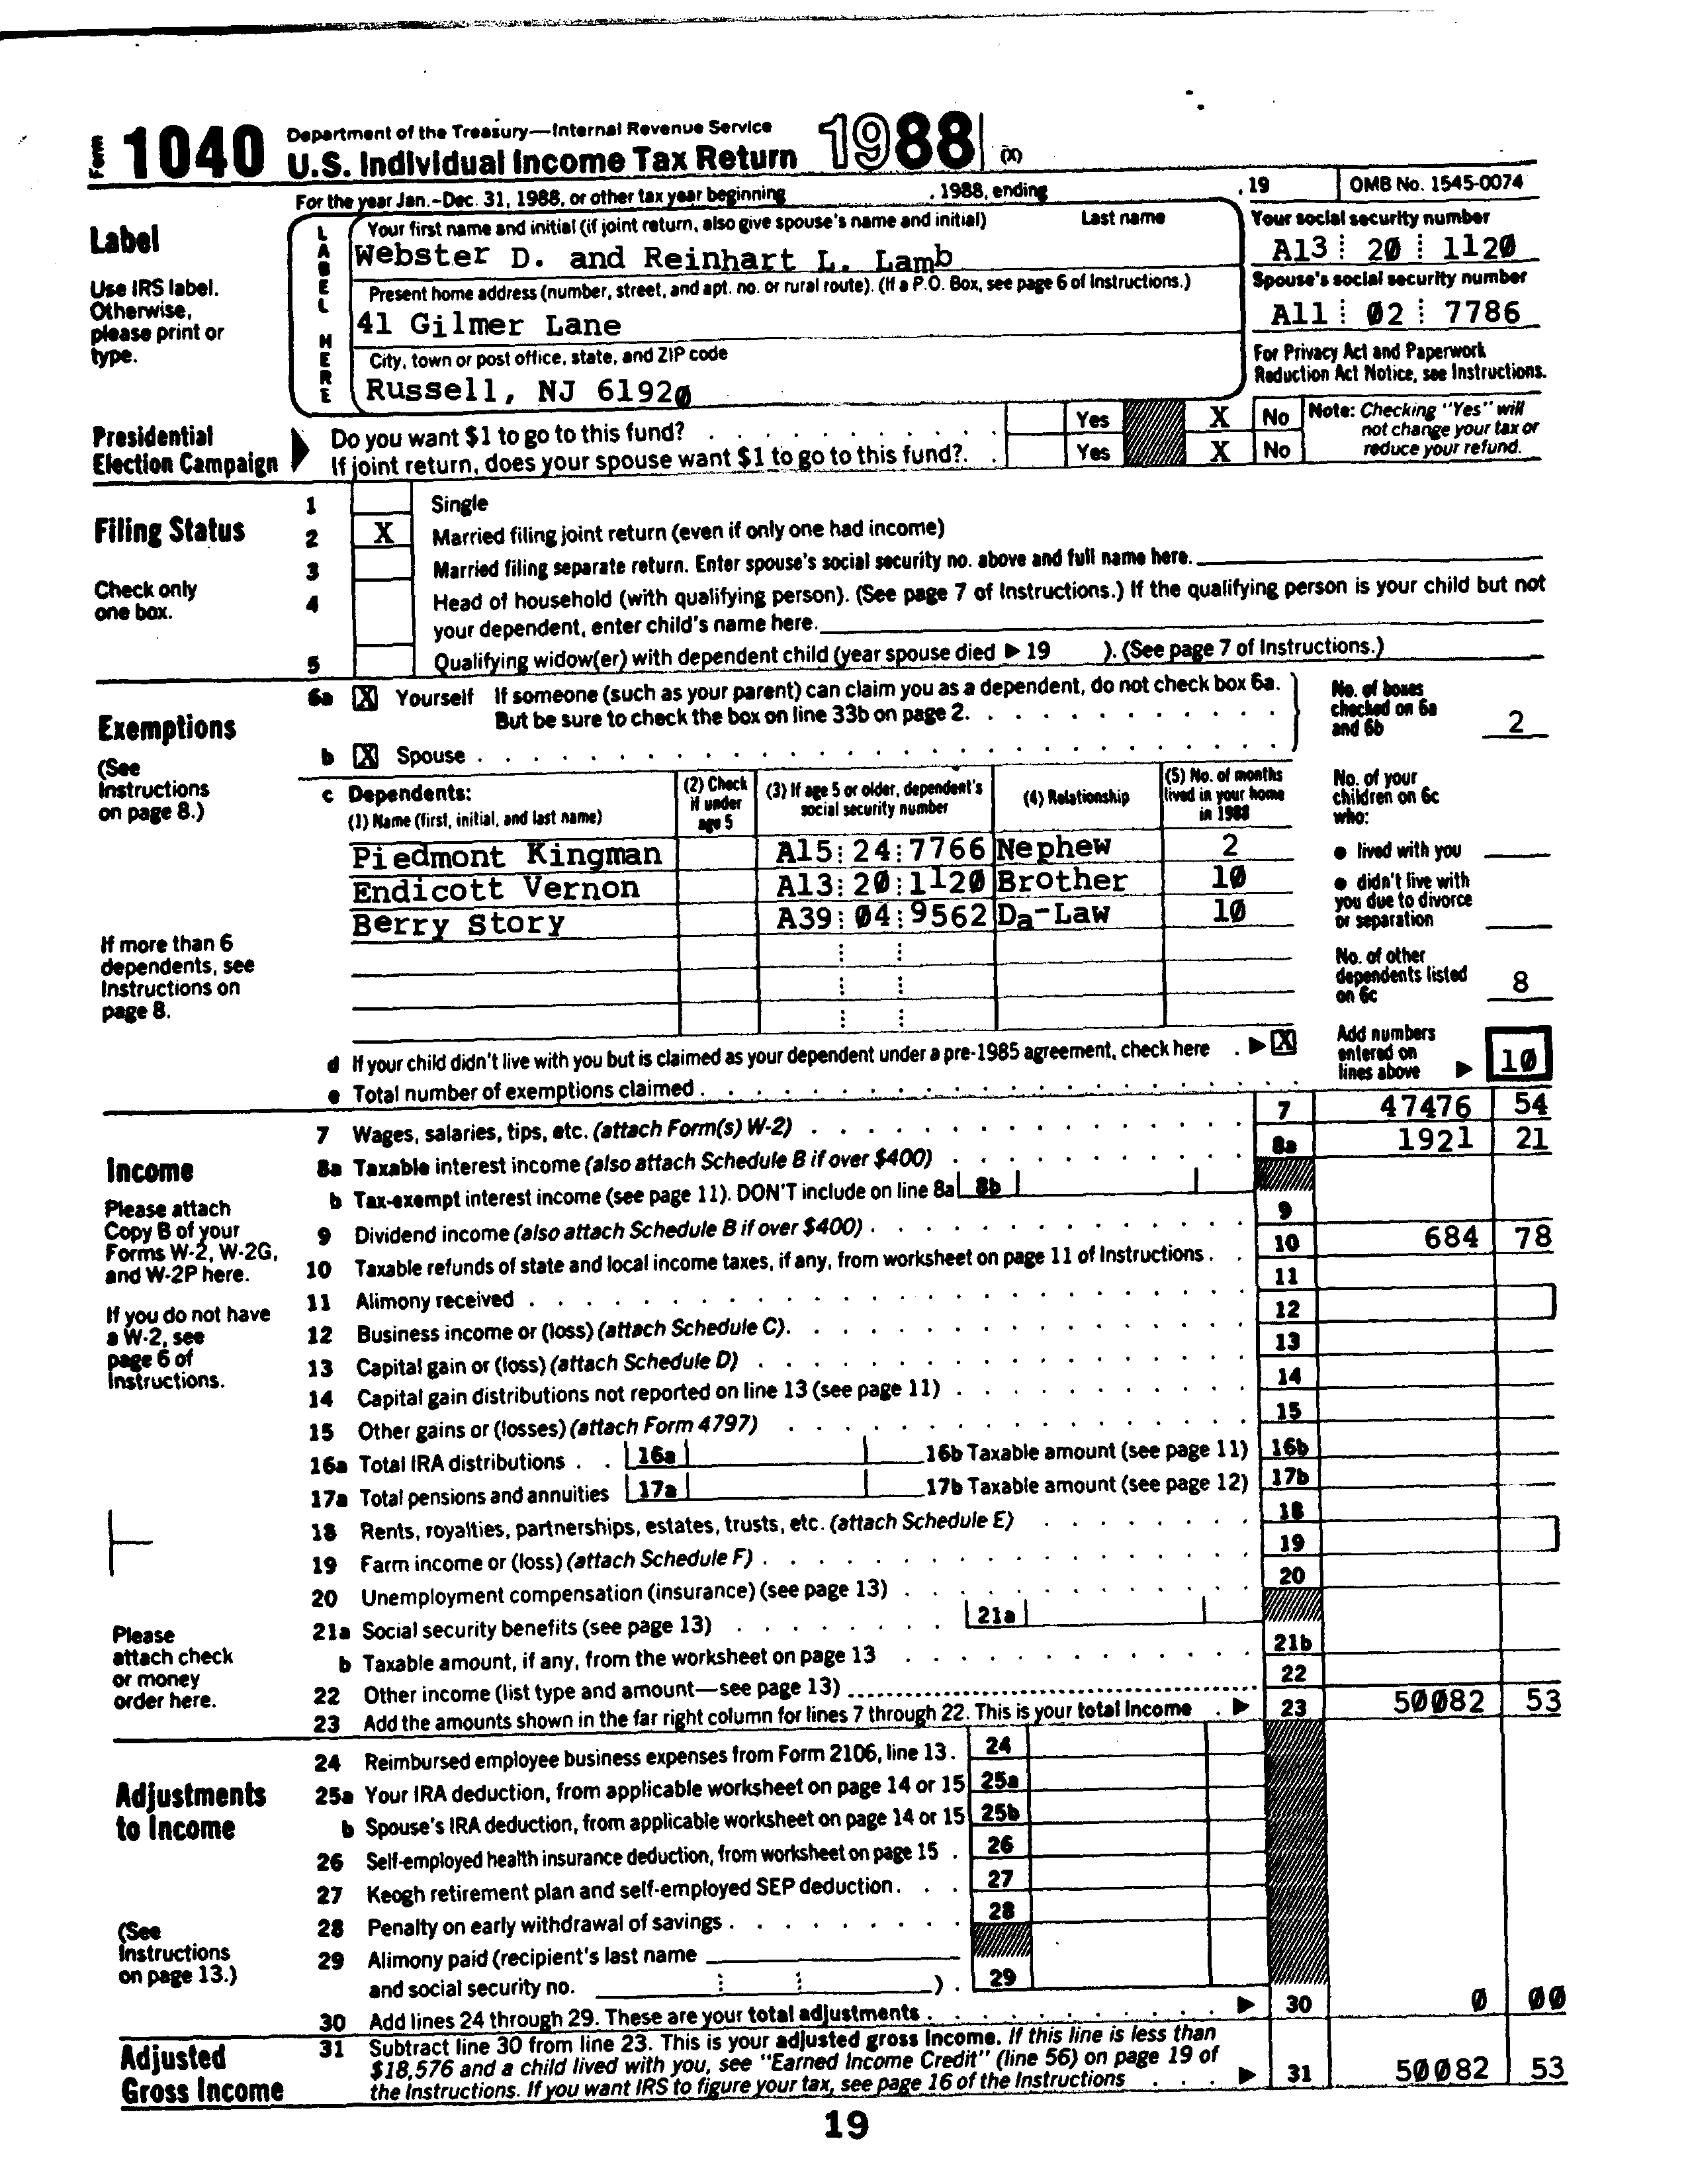 Form 1040 Department of the Treasury—Internal Revenue Service
U.S. Individual Income Tax Return 1988 (X)
For the year Jan.-Dec. 31, 1988, or other tax year beginning , 1988, ending , 19 OMB No. 1545-0074
Label
Use IRS label.
Otherwise,
please print or
type.
LABEL HERE
Your first name and initial (if joint return, also give spouse's name and initial) Last name
Webster D. and Reinhart L. Lamb
Your social security number
A13 20 1120
Present home address (number, street, and apt. no. or rural route). (If a P.O. Box, see page 6 of Instructions.)
41 Gilmer Lane
Spouse's social security number
A11 02 7786
City, town or post office, state, and ZIP code
Russell, NJ 61920
For Privacy Act and Paperwork
Reduction Act Notice, see Instructions.
Presidential
Election Campaign
Do you want $1 to go to this fund? Yes X No
If joint return, does your spouse want $1 to go to this fund? Yes X No
Note: Checking "Yes" will
not change your tax or
reduce your refund.
Filing Status
Check only
one box.
1 Single
2 X Married filing joint return (even if only one had income)
3 Married filing separate return. Enter spouse's social security no. above and full name here.
4 Head of household (with qualifying person). (See page 7 of Instructions.) If the qualifying person is your child but not
your dependent, enter child's name here.
5 Qualifying widow(er) with dependent child (year spouse died ▶ 19 ). (See page 7 of Instructions.)
Exemptions
(See
Instructions
on page 8.)
6a X Yourself If someone (such as your parent) can claim you as a dependent, do not check box 6a.
But be sure to check the box on line 33b on page 2.
b X Spouse
No. of boxes
checked on 6a
and 6b 2
c Dependents:
(1) Name (first, initial, and last name)
(2) Check
if under
age 5
(3) If age 5 or older, dependent's
social security number
(4) Relationship
(5) No. of months
lived in your home
in 1988
Piedmont Kingman A15 24 7766 Nephew 2
Endicott Vernon A13 20 1120 Brother 10
Berry Story A39 04 9562 Da-Law 10
No. of your
children on 6c
who:
● lived with you
● didn't live with
you due to divorce
or separation
No. of other
dependents listed
on 6c 8
If more than 6
dependents, see
Instructions on
page 8.
d If your child didn't live with you but is claimed as your dependent under a pre-1985 agreement, check here ▶ X
e Total number of exemptions claimed
Add numbers
entered on
lines above ▶ 10
Income
Please attach
Copy B of your
Forms W-2, W-2G,
and W-2P here.
If you do not have
a W-2, see
page 6 of
Instructions.
Please
attach check
or money
order here.
7 Wages, salaries, tips, etc. (attach Form(s) W-2) 7 47476 54
8a Taxable interest income (also attach Schedule B if over $400) 8a 1921 21
b Tax-exempt interest income (see page 11). DON'T include on line 8a 8b
9 Dividend income (also attach Schedule B if over $400) 9
10 Taxable refunds of state and local income taxes, if any, from worksheet on page 11 of Instructions 10 684 78
11 Alimony received 11
12 Business income or (loss) (attach Schedule C) 12
13 Capital gain or (loss) (attach Schedule D) 13
14 Capital gain distributions not reported on line 13 (see page 11) 14
15 Other gains or (losses) (attach Form 4797) 15
16a Total IRA distributions 16a 16b Taxable amount (see page 11) 16b
17a Total pensions and annuities 17a 17b Taxable amount (see page 12) 17b
18 Rents, royalties, partnerships, estates, trusts, etc. (attach Schedule E) 18
19 Farm income or (loss) (attach Schedule F) 19
20 Unemployment compensation (insurance) (see page 13) 20
21a Social security benefits (see page 13) 21a
b Taxable amount, if any, from the worksheet on page 13 21b
22 Other income (list type and amount—see page 13) 22
23 Add the amounts shown in the far right column for lines 7 through 22. This is your total income ▶ 23 50082 53
Adjustments
to Income
(See
Instructions
on page 13.)
24 Reimbursed employee business expenses from Form 2106, line 13. 24
25a Your IRA deduction, from applicable worksheet on page 14 or 15 25a
b Spouse's IRA deduction, from applicable worksheet on page 14 or 15 25b
26 Self-employed health insurance deduction, from worksheet on page 15 26
27 Keogh retirement plan and self-employed SEP deduction 27
28 Penalty on early withdrawal of savings 28
29 Alimony paid (recipient's last name
and social security no. ) 29
30 Add lines 24 through 29. These are your total adjustments ▶ 30 0 00
Adjusted
Gross Income
31 Subtract line 30 from line 23. This is your adjusted gross income. If this line is less than
$18,576 and a child lived with you, see "Earned Income Credit" (line 56) on page 19 of
the Instructions. If you want IRS to figure your tax, see page 16 of the Instructions ▶ 31 50082 53
19